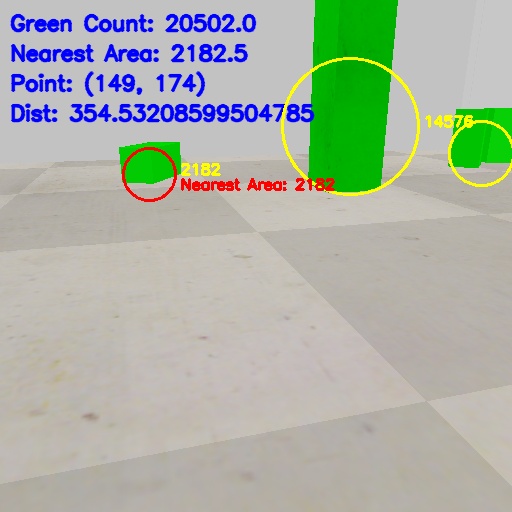 Green Count: 20502.0
Nearest Area: 2182.5
Point: (149, 174)
Dist: 354.53208599504785
14576
2182
Nearest Area: 2182